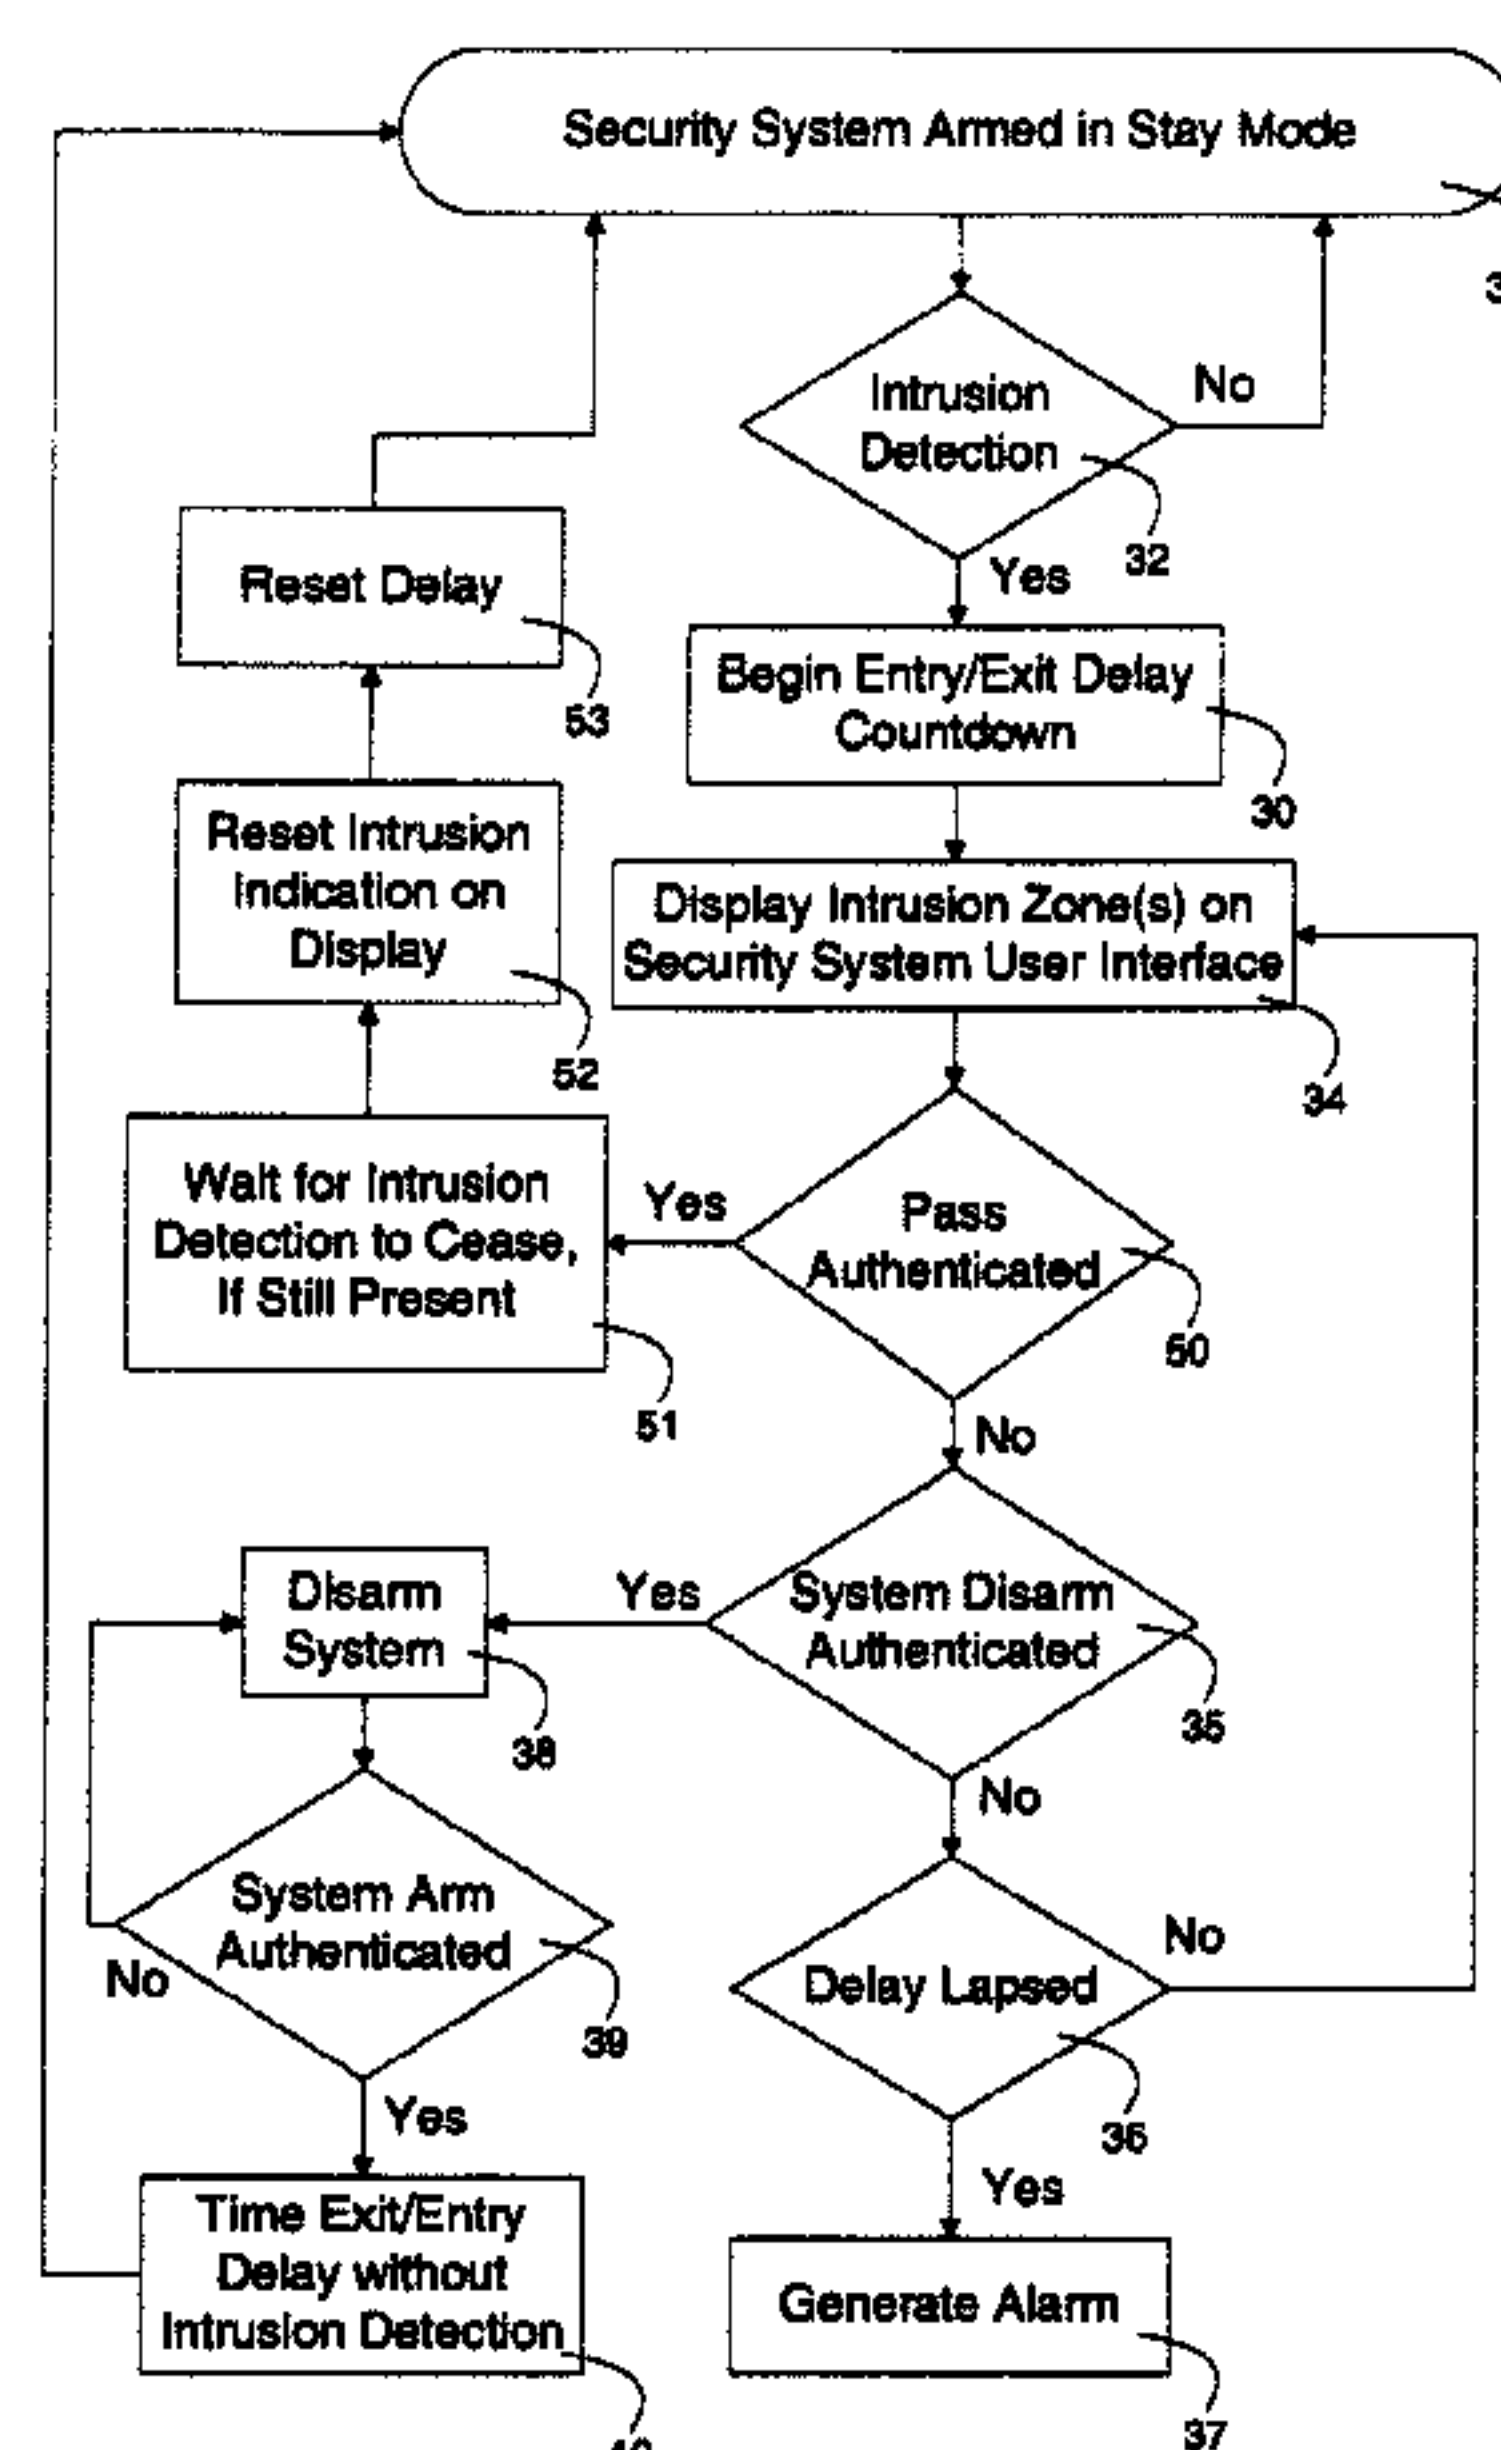 Security System Armed in Stay Mode
Intrusion
Detection
No
32
Yes
Reset Delay
53
Begin Entry/Exit Delay
Countdown
30
Reset Intrusion
Indication on
Display
52
Display Intrusion Zone(s) on
Security System User Interface
34
Wait for Intrusion
Detection to Cease,
If Still Present
51
Yes
Pass
Authenticated
50
No
Disarm
System
38
Yes
System Disarm
Authenticated
35
No
System Arm
Authenticated
No
39
Yes
Delay Lapsed
No
36
Yes
Time Exit/Entry
Delay without
Intrusion Detection
Generate Alarm
37